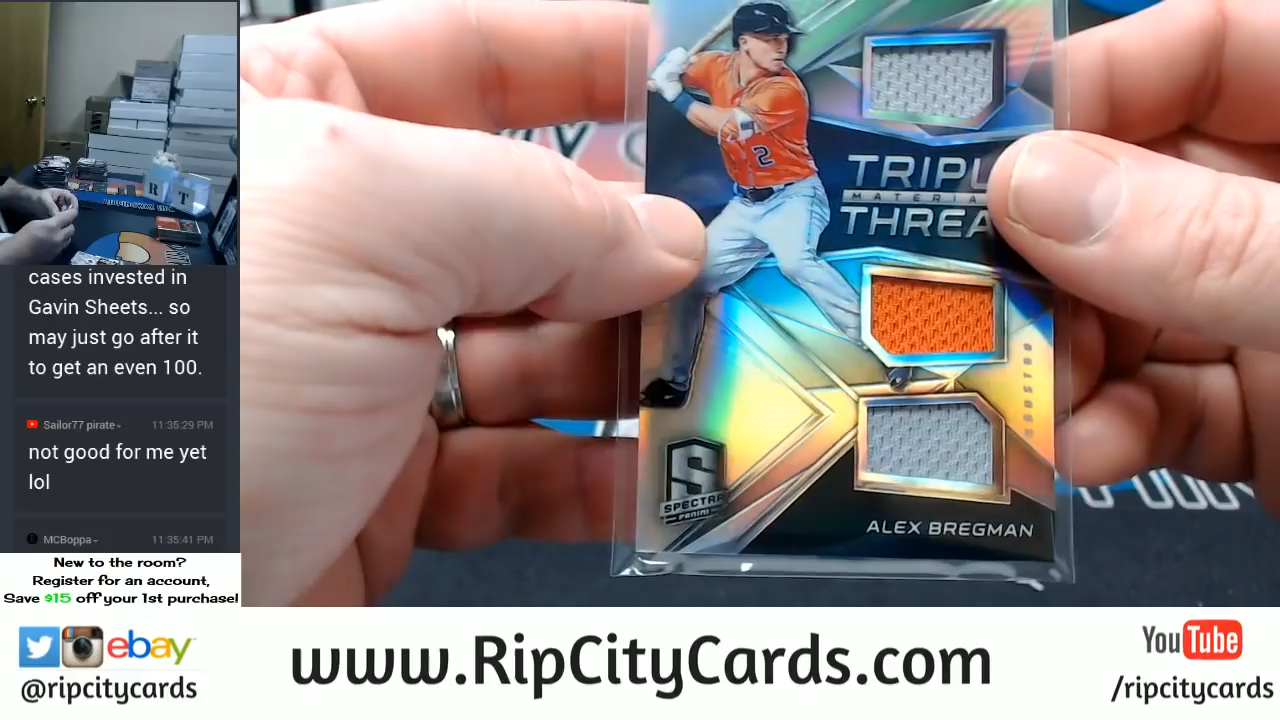 cases invested in
Gavin Sheets... so
may just go after it
to get an even 100.
Sailor77 pirate
11:35:29 PM
not good for me yet
lol
MCBoppa
11:35:41 PM
New to the room?
Register for an account,
Save $15 off your 1st purchase!
2
MATERIA
S
SPECTRA
PANINI
ALEX BREGMAN
HOUSTON
R T
ebay
@ripcitycards
www.RipCityCards.com
YouTube
/ripcitycards